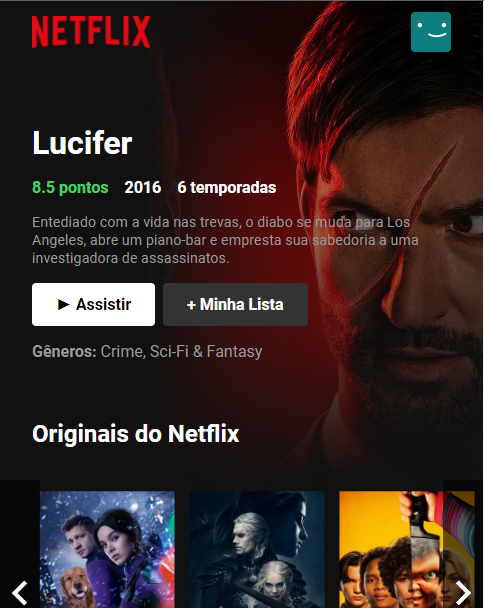 NETFLIX
Lucifer
8.5 pontos 2016 6 temporadas
Entediado com a vida nas trevas, o diabo se muda para Los
Angeles, abre um piano-bar e empresta sua sabedoria a uma
investigadora de assassinatos.
► Assistir + Minha Lista
Gêneros: Crime, Sci-Fi & Fantasy
Originais do Netflix